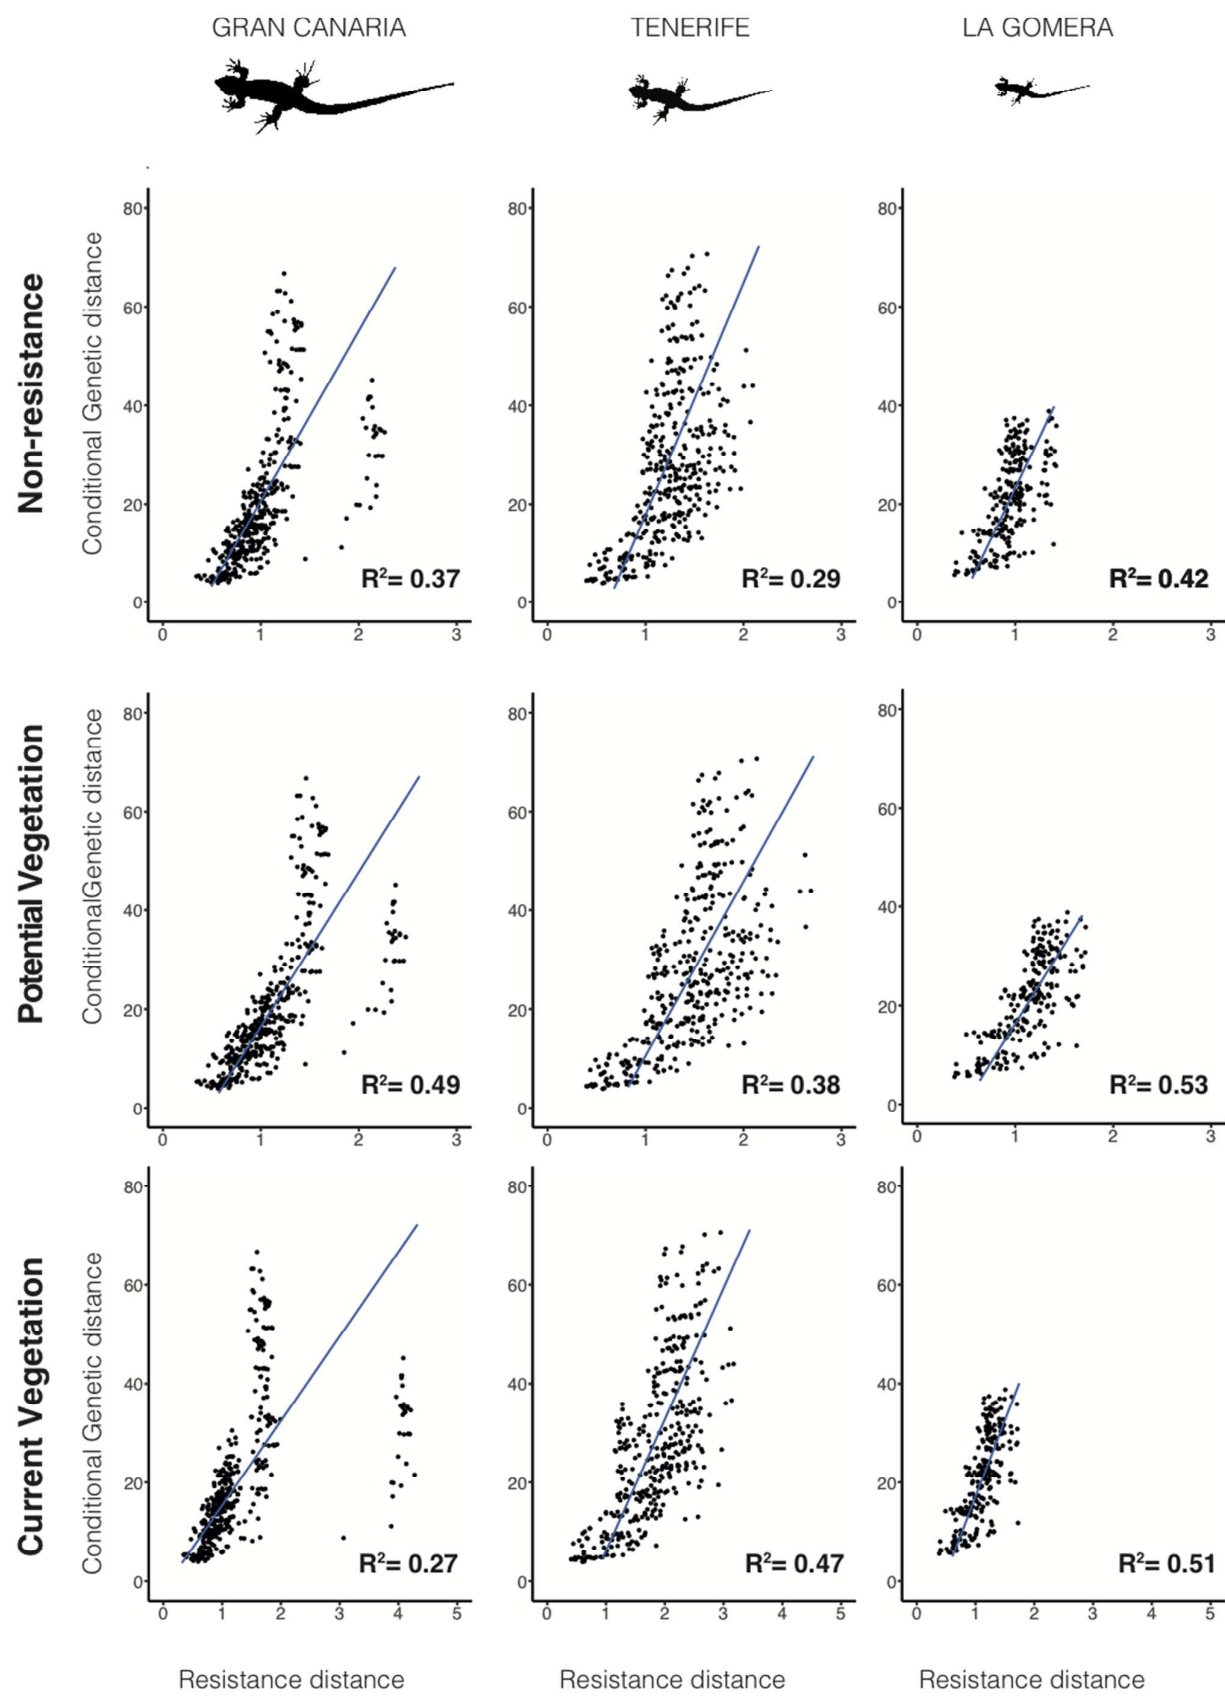 GRAN CANARIA TENERIFE LA GOMERA
Non-resistance
Conditional Genetic distance
80 60 40 20 0
R²= 0.37
0 1 2 3
80 60 40 20 0
R²= 0.29
0 1 2 3
80 60 40 20 0
R²= 0.42
0 1 2 3
Potential Vegetation
ConditionalGenetic distance
80 60 40 20 0
R²= 0.49
0 1 2 3
80 60 40 20 0
R²= 0.38
0 1 2 3
80 60 40 20 0
R²= 0.53
0 1 2 3
Current Vegetation
Conditional Genetic distance
80 60 40 20 0
R²= 0.27
0 1 2 3 4 5
80 60 40 20 0
R²= 0.47
0 1 2 3 4 5
80 60 40 20 0
R²= 0.51
0 1 2 3 4 5
Resistance distance Resistance distance Resistance distance